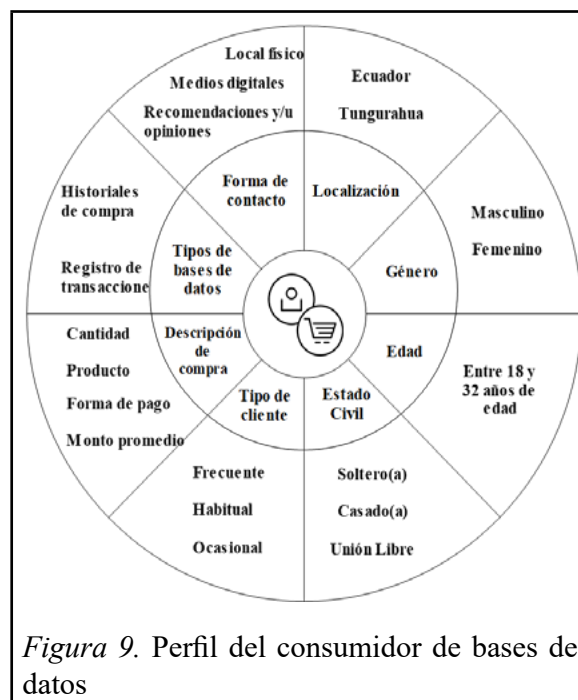 Local físico
Medios digitales
Recomendaciones y/u
opiniones
Ecuador
Tungurahua
Historiales
de compra
Registro de
transaccione
Forma de
contacto
Localización
Masculino
Femenino
Tipos de
bases de
datos
Género
Cantidad
Producto
Forma de pago
Monto promedio
Descripción
de
compra
Edad
Entre 18 y
32 años de
edad
Tipo de
cliente
Estado
Civil
Frecuente
Habitual
Ocasional
Soltero(a)
Casado(a)
Unión Libre
Figura 9. Perfil del consumidor de bases de
datos